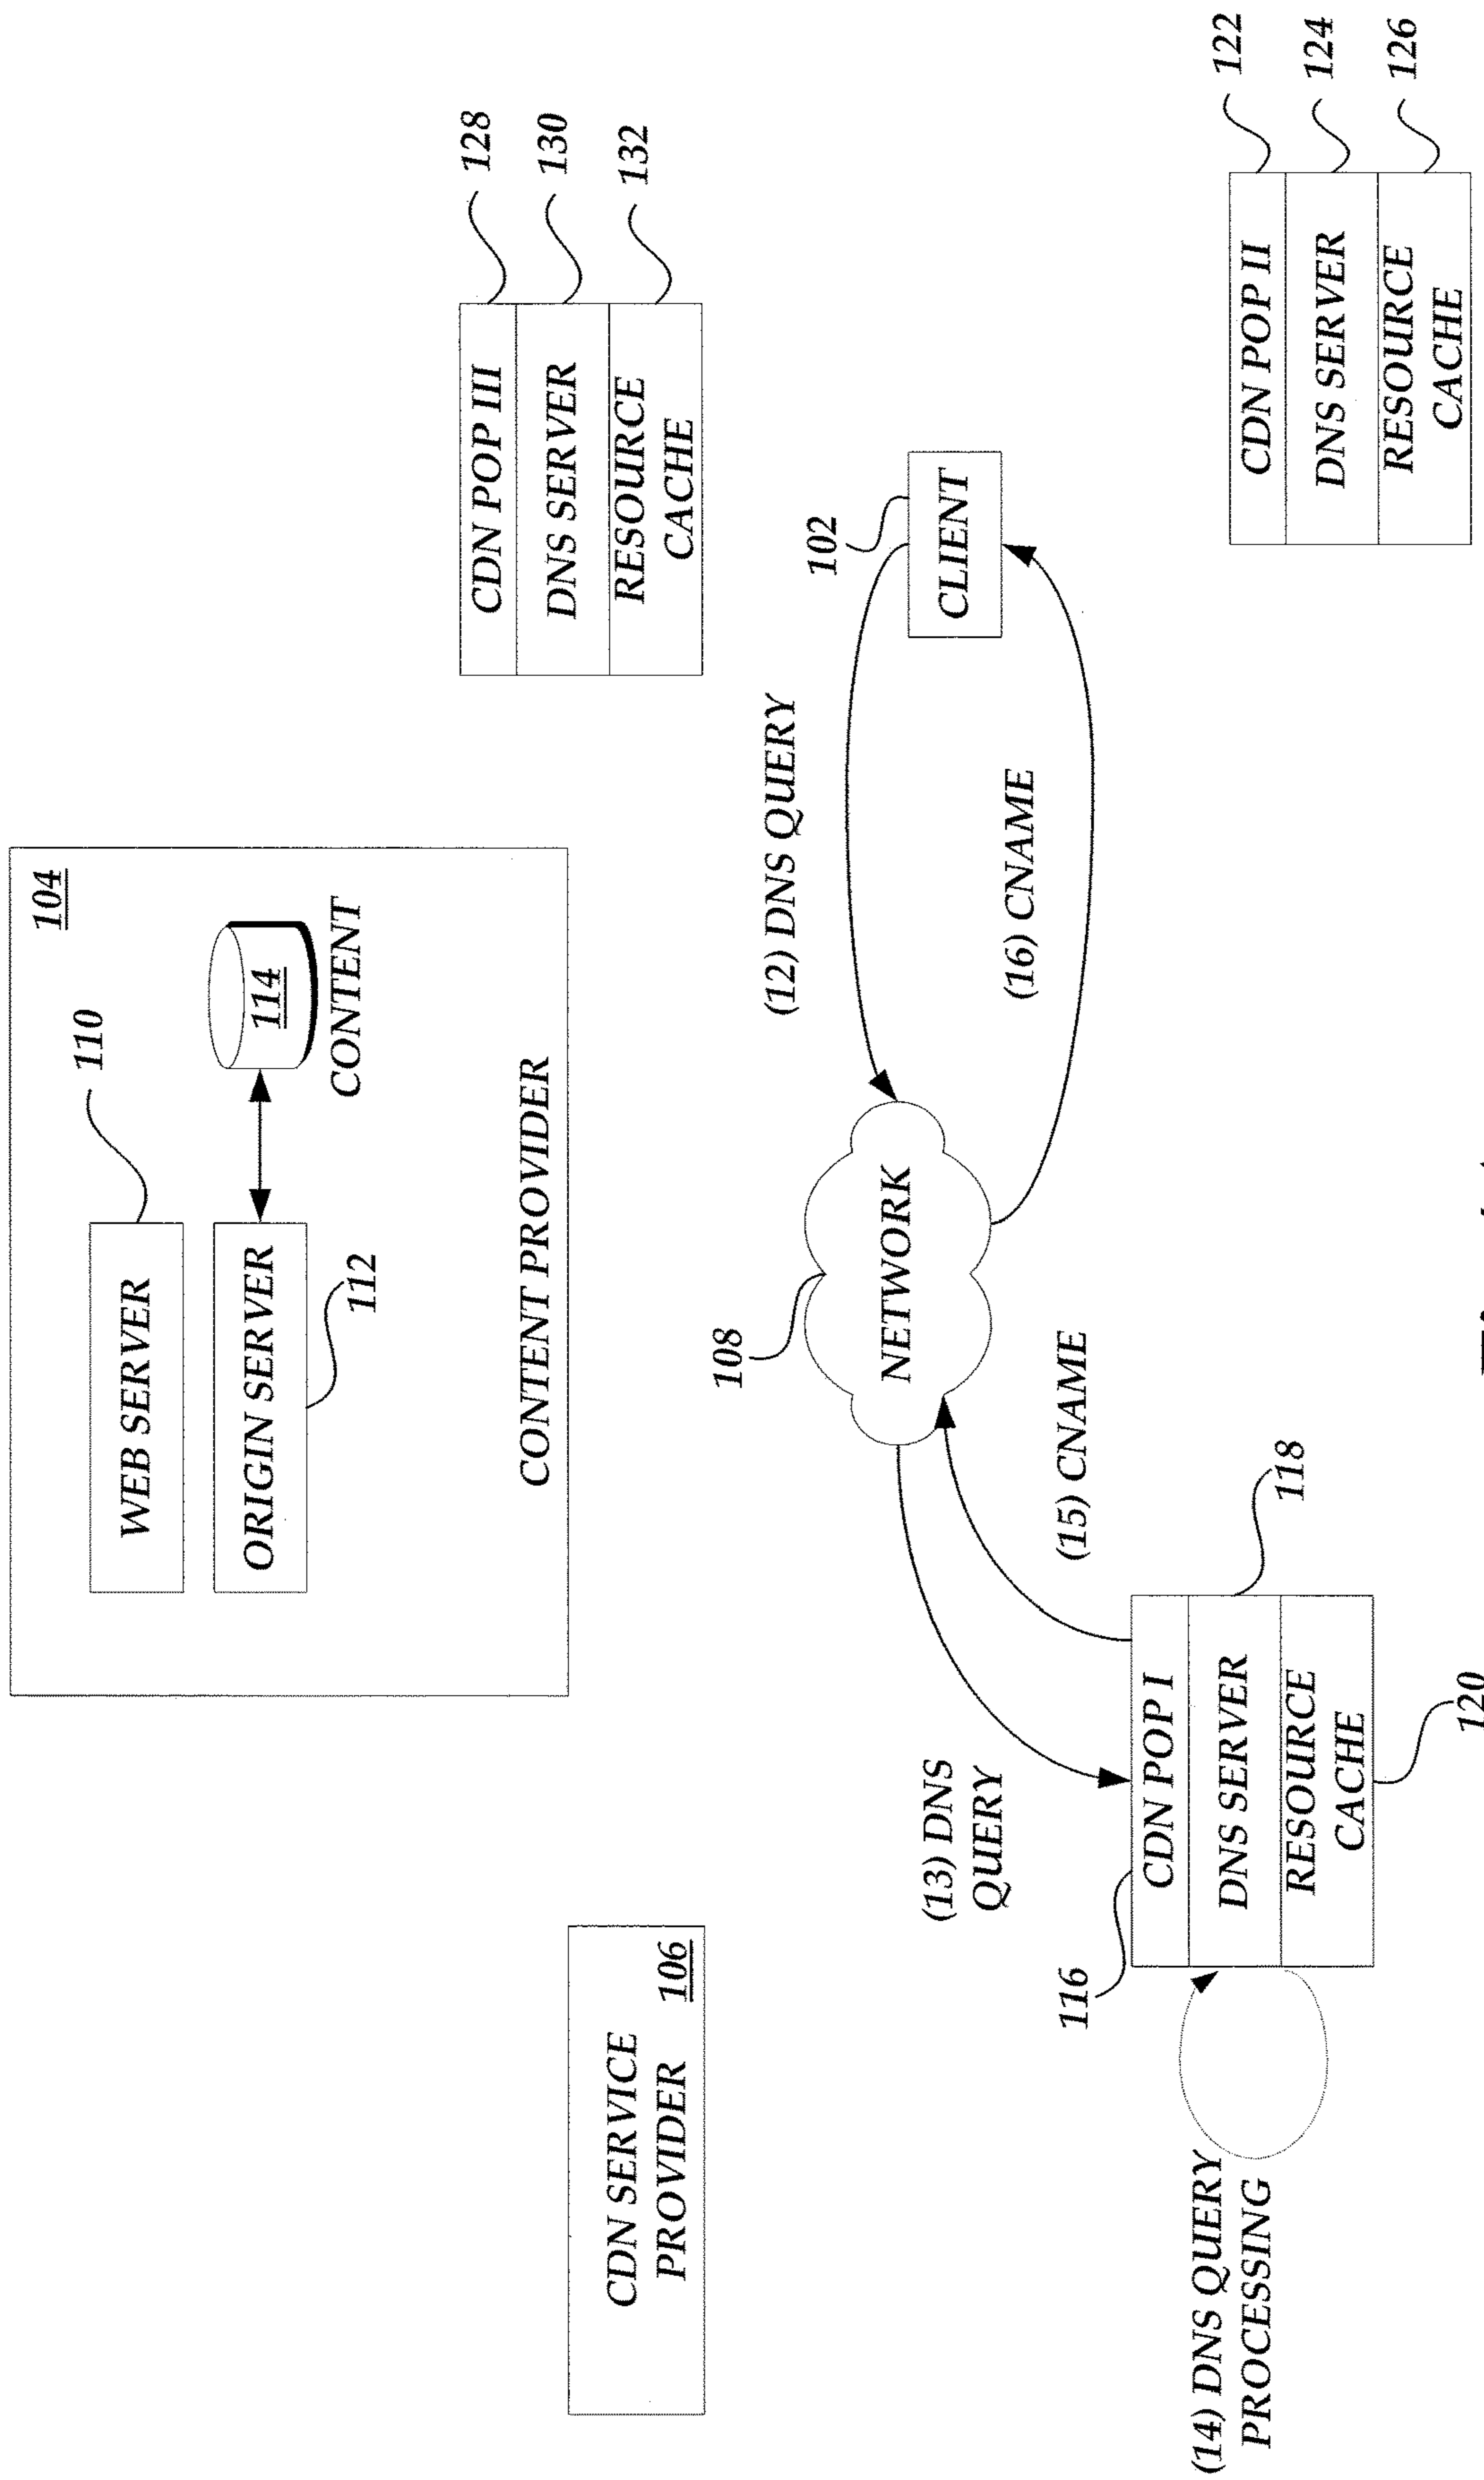 104
WEB SERVER
110
ORIGIN SERVER
112
114
CONTENT
CONTENT PROVIDER
CDN SERVICE
PROVIDER
106
CDN POP III
DNS SERVER
RESOURCE
CACHE
128
130
132
(12) DNS QUERY
102
CLIENT
108
NETWORK
(16) CNAME
(13) DNS
QUERY
(15) CNAME
116
CDN POP I
DNS SERVER
RESOURCE
CACHE
118
120
(14) DNS QUERY
PROCESSING
CDN POP II
DNS SERVER
RESOURCE
CACHE
122
124
126